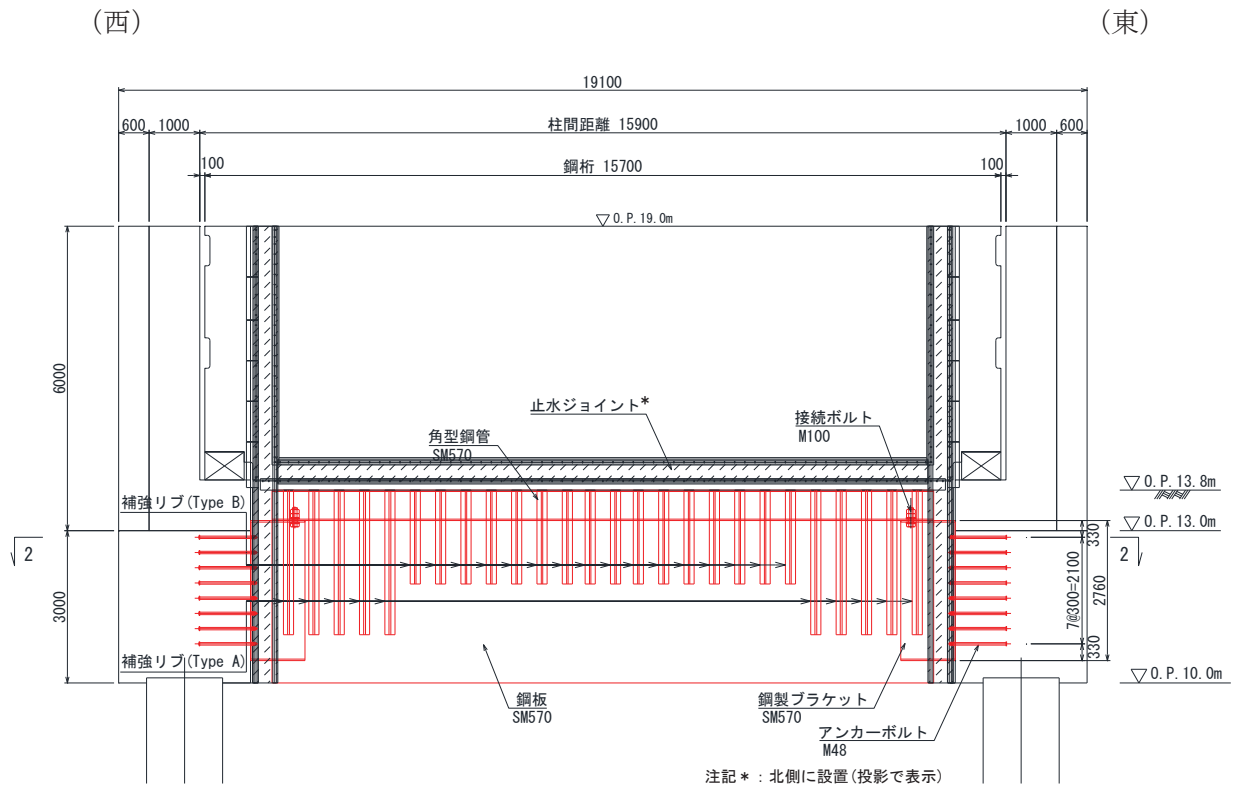 (西)
(東)
19100
600
1000
柱間距離 15900
1000
600
100
鋼桁 15700
100
O.P.19.0m
6000
止水ジョイント*
接続ボルト
M100
角型鋼管
SM570
O.P.13.8m
補強リブ(Type B)
O.P.13.0m
2
2
330
7@300=2100
2760
3000
330
補強リブ(Type A)
O.P.10.0m
鋼板
SM570
鋼製ブラケット
SM570
アンカーボルト
M48
注記*:北側に設置(投影で表示)